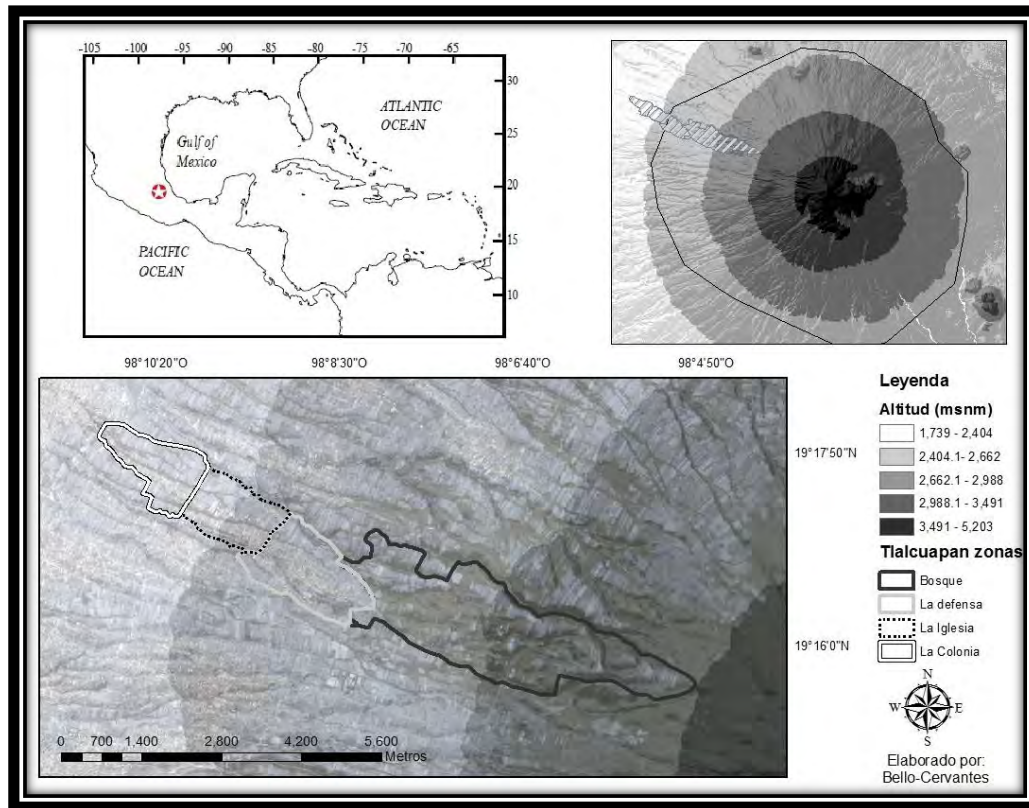 -105 -100 -95 -90 -85 -80 -75 -70 -65
30
25
20
15
10
ATLANTIC
OCEAN
Gulf of
Mexico
PACIFIC
OCEAN
98°10'20"O 98°8'30"O 98°6'40"O 98°4'50"O
19°17'50"N
19°16'0"N
0 700 1,400 2,800 4,200 5,600
Metros
Leyenda
Altitud (msnm)
1,739 - 2,404
2,404.1- 2,662
2,662.1 - 2,988
2,988.1 - 3,491
3,491 - 5,203
Tlalcuapan zonas
Bosque
La defensa
La Iglesia
La Colonia
N
W E
S
Elaborado por:
Bello-Cervantes